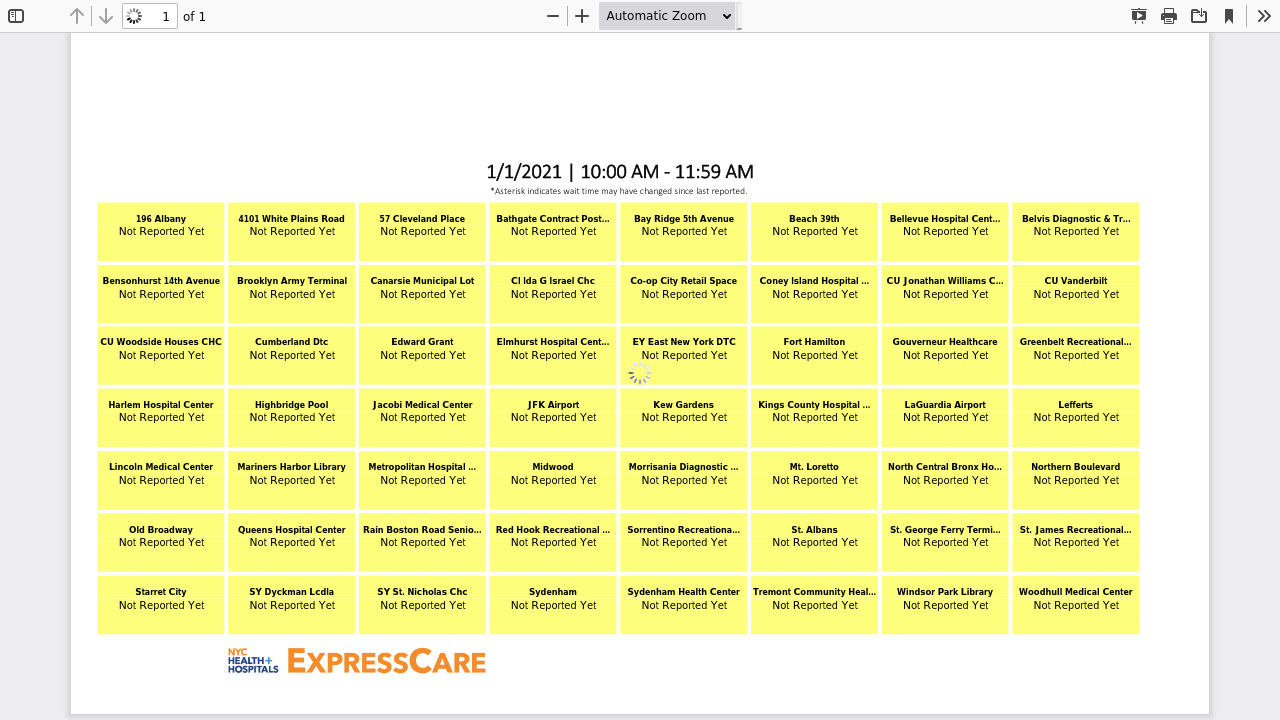 1 of 1 Automatic Zoom
1/1/2021 | 10:00 AM - 11:59 AM
*Asterisk indicates wait time may have changed since last reported.
196 Albany 4101 White Plains Road 57 Cleveland Place Bathgate Contract Post... Bay Ridge 5th Avenue Beach 39th Bellevue Hospital Cent... Belvis Diagnostic & Tr...
Not Reported Yet Not Reported Yet Not Reported Yet Not Reported Yet Not Reported Yet Not Reported Yet Not Reported Yet Not Reported Yet
Bensonhurst 14th Avenue Brooklyn Army Terminal Canarsie Municipal Lot CI Ida G Israel Chc Co-op City Retail Space Coney Island Hospital ... CU Jonathan Williams C... CU Vanderbilt
Not Reported Yet Not Reported Yet Not Reported Yet Not Reported Yet Not Reported Yet Not Reported Yet Not Reported Yet Not Reported Yet
CU Woodside Houses CHC Cumberland Dtc Edward Grant Elmhurst Hospital Cent... EY East New York DTC Fort Hamilton Gouverneur Healthcare Greenbelt Recreational...
Not Reported Yet Not Reported Yet Not Reported Yet Not Reported Yet Not Reported Yet Not Reported Yet Not Reported Yet Not Reported Yet
Harlem Hospital Center Highbridge Pool Jacobi Medical Center JFK Airport Kew Gardens Kings County Hospital ... LaGuardia Airport Lefferts
Not Reported Yet Not Reported Yet Not Reported Yet Not Reported Yet Not Reported Yet Not Reported Yet Not Reported Yet Not Reported Yet
Lincoln Medical Center Mariners Harbor Library Metropolitan Hospital ... Midwood Morrisania Diagnostic ... Mt. Loretto North Central Bronx Ho... Northern Boulevard
Not Reported Yet Not Reported Yet Not Reported Yet Not Reported Yet Not Reported Yet Not Reported Yet Not Reported Yet Not Reported Yet
Old Broadway Queens Hospital Center Rain Boston Road Senio... Red Hook Recreational ... Sorrentino Recreationa... St. Albans St. George Ferry Termi... St. James Recreational...
Not Reported Yet Not Reported Yet Not Reported Yet Not Reported Yet Not Reported Yet Not Reported Yet Not Reported Yet Not Reported Yet
Starret City SY Dyckman Lcdla SY St. Nicholas Chc Sydenham Sydenham Health Center Tremont Community Heal... Windsor Park Library Woodhull Medical Center
Not Reported Yet Not Reported Yet Not Reported Yet Not Reported Yet Not Reported Yet Not Reported Yet Not Reported Yet Not Reported Yet
NYC
HEALTH+
HOSPITALS
EXPRESSCARE